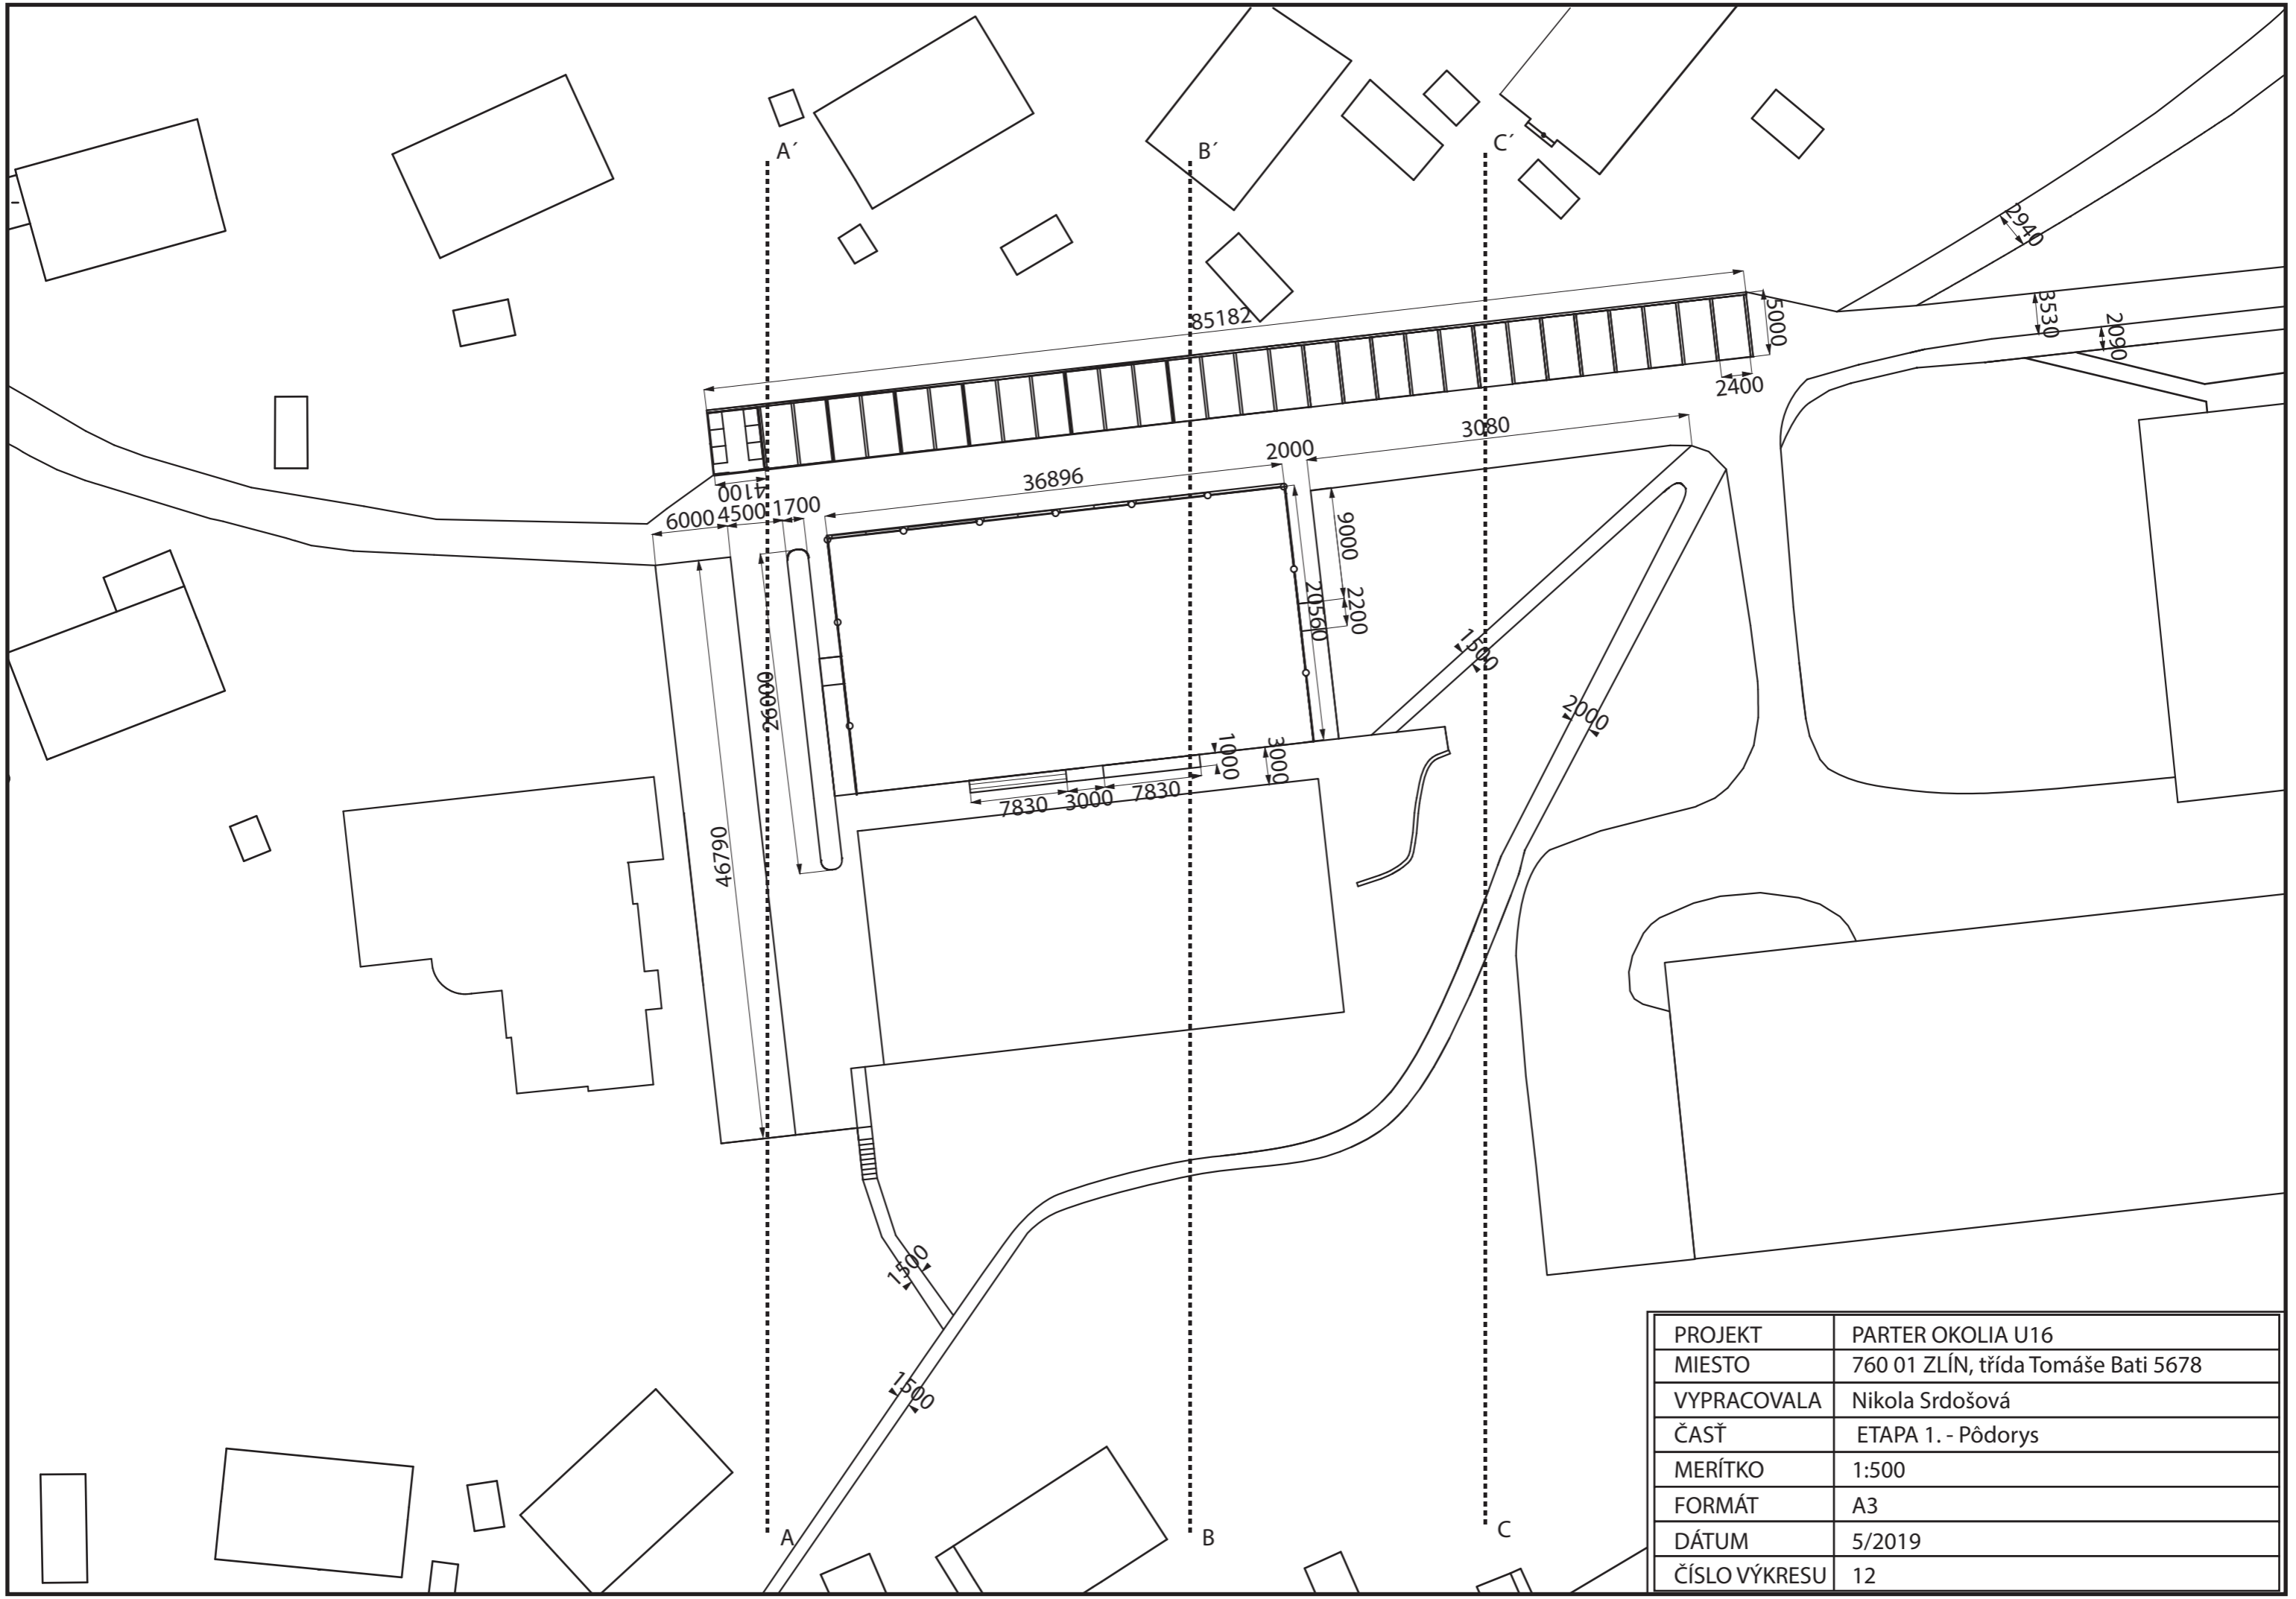 A´
B´
C´
2940
85182
5000
3530
2090
2400
4100
36896
2000
3080
6000
4500
1700
9000
2200
20560
26000
1500
2000
1000
3000
7830
3000
7830
46790
1500
1500
A
B
C
PROJEKT PARTER OKOLIA U16
MIESTO 760 01 ZLÍN, třída Tomáše Bati 5678
VYPRACOVALA Nikola Srdošová
ČASŤ ETAPA 1. - Pôdorys
MERÍTKO 1:500
FORMÁT A3
DÁTUM 5/2019
ČÍSLO VÝKRESU 12